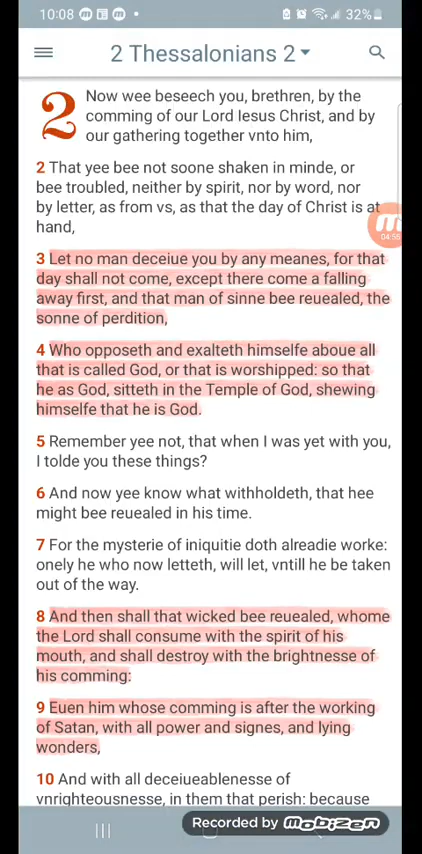 10:08
32%
2 Thessalonians 2
2 Now wee beseech you, brethren, by the
comming of our Lord Iesus Christ, and by
our gathering together vnto him,
2 That yee bee not soone shaken in minde, or
bee troubled, neither by spirit, nor by word, nor
by letter, as from vs, as that the day of Christ is at
hand,
04:56
3 Let no man deceiue you by any meanes, for that
day shall not come, except there come a falling
away first, and that man of sinne bee reuealed, the
sonne of perdition,
4 Who opposeth and exalteth himselfe aboue all
that is called God, or that is worshipped: so that
he as God, sitteth in the Temple of God, shewing
himselfe that he is God.
5 Remember yee not, that when I was yet with you,
I tolde you these things?
6 And now yee know what withholdeth, that hee
might bee reuealed in his time.
7 For the mysterie of iniquitie doth alreadie worke:
onely he who now letteth, will let, vntill he be taken
out of the way.
8 And then shall that wicked bee reuealed, whome
the Lord shall consume with the spirit of his
mouth, and shall destroy with the brightnesse of
his comming:
9 Euen him whose comming is after the working
of Satan, with all power and signes, and lying
wonders,
10 And with all deceiueablenesse of
vnrighteousnesse, in them that perish: because
Recorded by mobizen